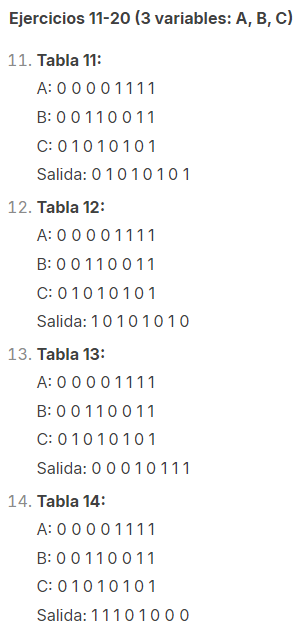 Ejercicios 11-20 (3 variables: A, B, C)
11. Tabla 11:
A: 0 0 0 0 1 1 1 1
B: 0 0 1 1 0 0 1 1
C: 0 1 0 1 0 1 0 1
Salida: 0 1 0 1 0 1 0 1
12. Tabla 12:
A: 0 0 0 0 1 1 1 1
B: 0 0 1 1 0 0 1 1
C: 0 1 0 1 0 1 0 1
Salida: 1 0 1 0 1 0 1 0
13. Tabla 13:
A: 0 0 0 0 1 1 1 1
B: 0 0 1 1 0 0 1 1
C: 0 1 0 1 0 1 0 1
Salida: 0 0 0 1 0 1 1 1
14. Tabla 14:
A: 0 0 0 0 1 1 1 1
B: 0 0 1 1 0 0 1 1
C: 0 1 0 1 0 1 0 1
Salida: 1 1 1 0 1 0 0 0